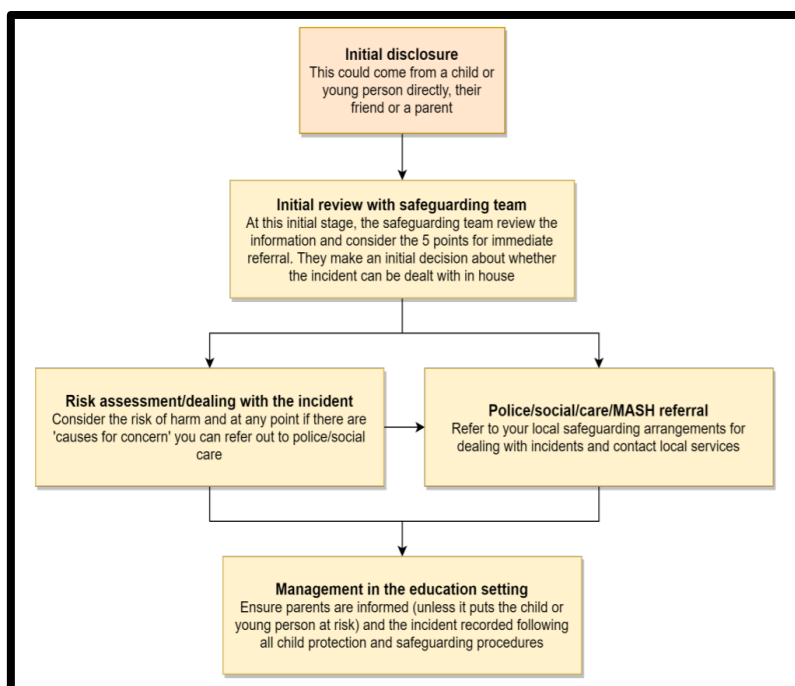 Initial disclosure
This could come from a child or
young person directly, their
friend or a parent
Initial review with safeguarding team
At this initial stage, the safeguarding team review the
information and consider the 5 points for immediate
referral. They make an initial decision about whether
the incident can be dealt with in house
Risk assessment/dealing with the incident
Consider the risk of harm and at any point if there are
'causes for concern' you can refer out to police/social
care
Police/social/care/MASH referral
Refer to your local safeguarding arrangements for
dealing with incidents and contact local services
Management in the education setting
Ensure parents are informed (unless it puts the child or
young person at risk) and the incident recorded following
all child protection and safeguarding procedures